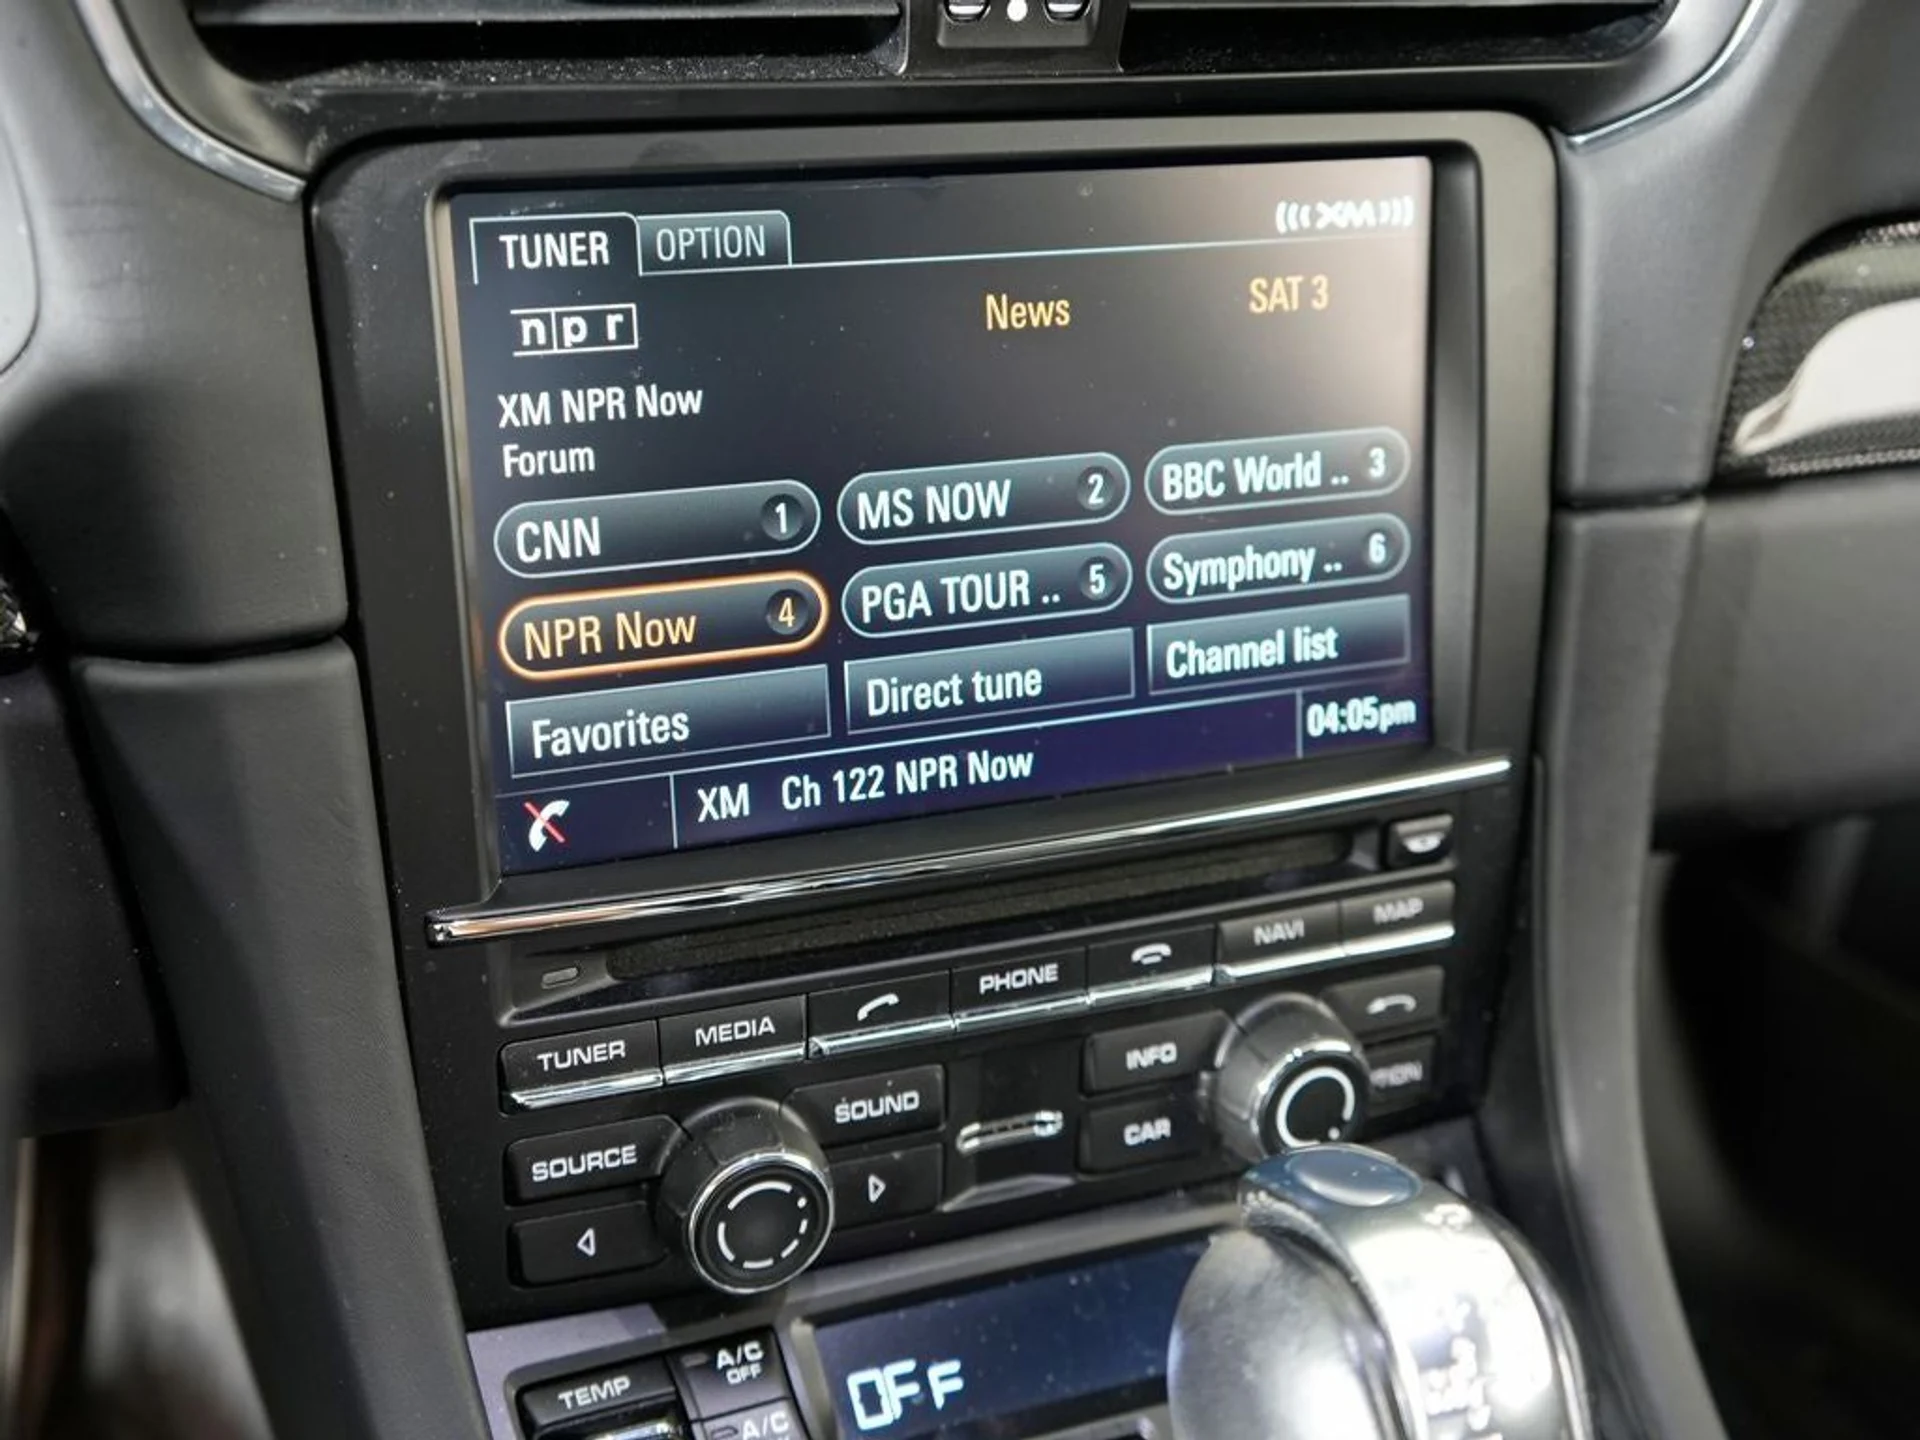 TUNER OPTION
(((XM)))
npr
News
SAT 3
XM NPR Now
Forum
CNN 1
MS NOW 2
BBC World .. 3
NPR Now 4
PGA TOUR .. 5
Symphony .. 6
Favorites
Direct tune
Channel list
XM Ch 122 NPR Now
04:05pm
TUNER
MEDIA
PHONE
NAVI
MAP
SOURCE
SOUND
INFO
CAR
TEMP
A/C
OFF
A/C
OFF